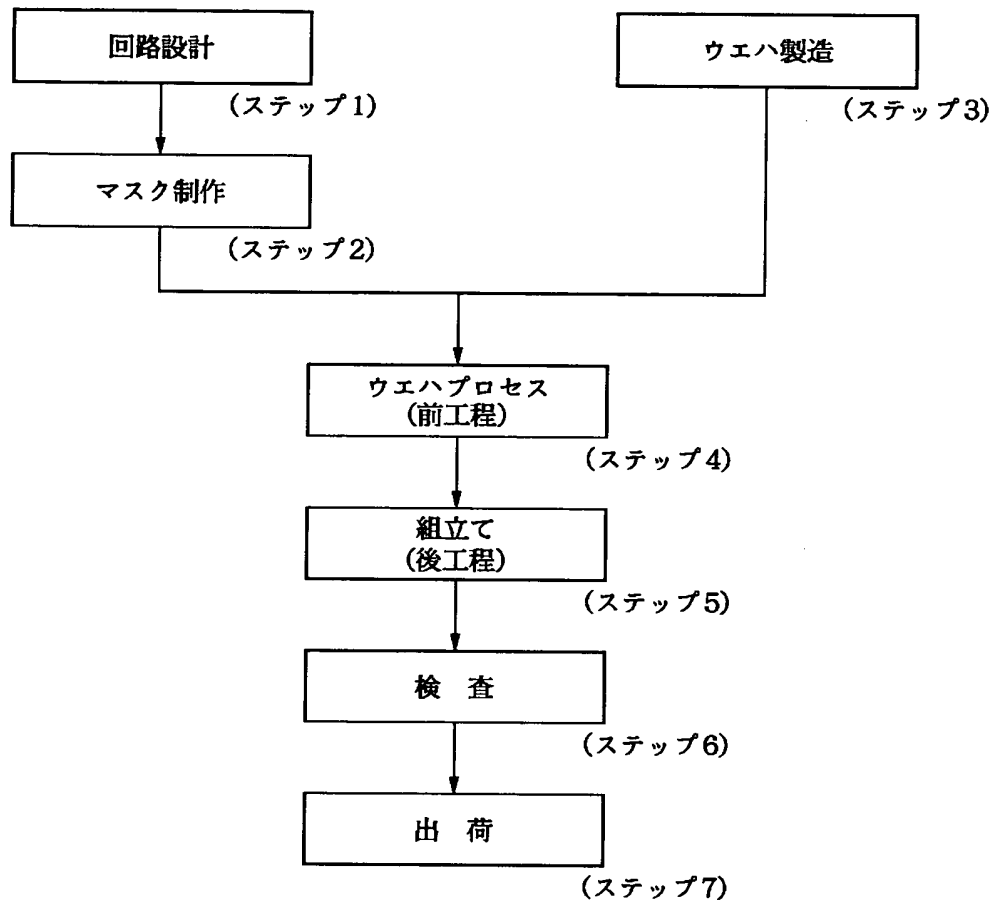 回路設計
(ステップ1)
ウエハ製造
(ステップ3)
マスク制作
(ステップ2)
ウエハプロセス
(前工程)
(ステップ4)
組立て
(後工程)
(ステップ5)
検 査
(ステップ6)
出 荷
(ステップ7)